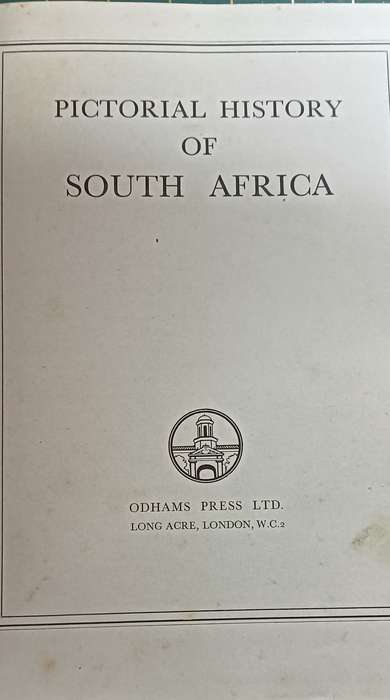 PICTORIAL HISTORY
OF
SOUTH AFRICA
ODHAMS PRESS LTD.
LONG ACRE, LONDON, W.C.2